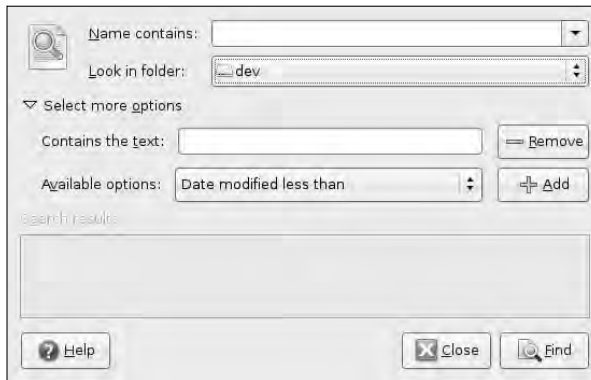 Name contains:
Look in folder: dev
Select more options
Contains the text: Remove
Available options: Date modified less than Add
Search results
Help Close Find